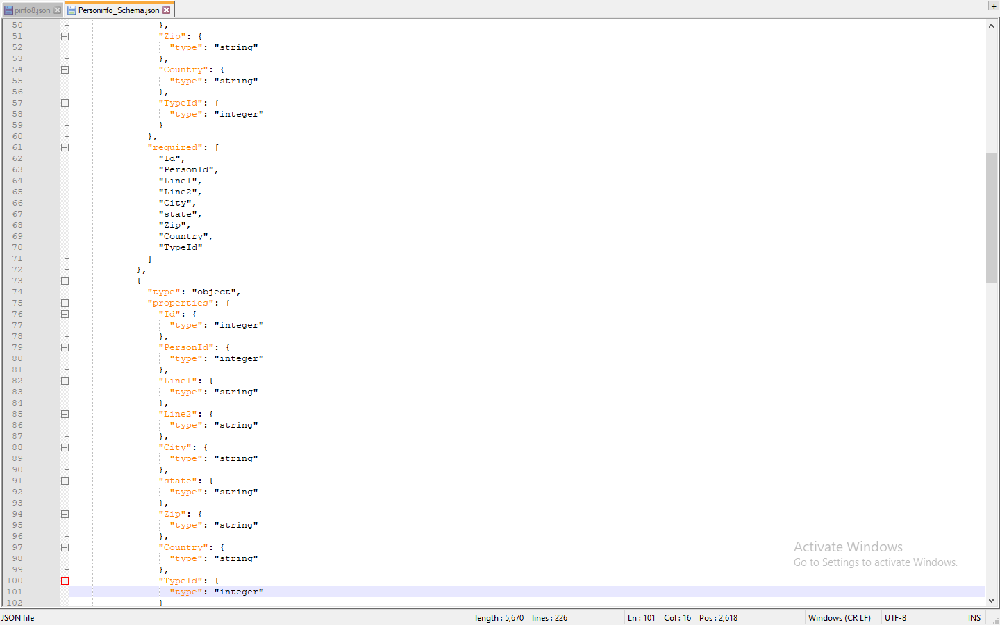 pinfo8.json Personinfo_Schema.json +
50 },
51 "Zip": {
52 "type": "string"
53 },
54 "Country": {
55 "type": "string"
56 },
57 "TypeId": {
58 "type": "integer"
59 }
60 },
61 "required": [
62 "Id",
63 "PersonId",
64 "Line1",
65 "Line2",
66 "City",
67 "state",
68 "Zip",
69 "Country",
70 "TypeId"
71 ]
72 },
73 {
74 "type": "object",
75 "properties": {
76 "Id": {
77 "type": "integer"
78 },
79 "PersonId": {
80 "type": "integer"
81 },
82 "Line1": {
83 "type": "string"
84 },
85 "Line2": {
86 "type": "string"
87 },
88 "City": {
89 "type": "string"
90 },
91 "state": {
92 "type": "string"
93 },
94 "Zip": {
95 "type": "string"
96 },
97 "Country": {
98 "type": "string"
99 },
100 "TypeId": {
101 "type": "integer"
102 }
Activate Windows
Go to Settings to activate Windows.
JSON file length : 5,670 lines : 226 Ln : 101 Col : 16 Pos : 2,618 Windows (CR LF) UTF-8 INS